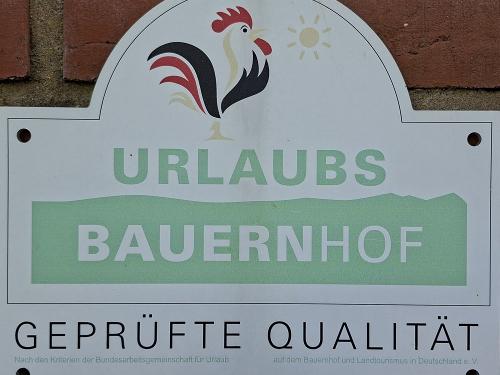 URLAUBS
BAUERNHOF
GEPRÜFTE QUALITÄT
Nach den Kriterien der Bundesarbeitsgemeinschaft für Urlaub auf dem Bauernhof und Landtourismus in Deutschland e. V.